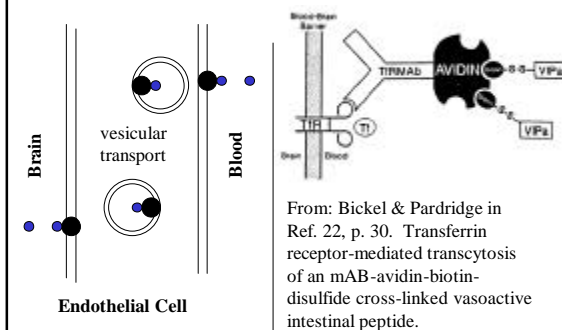 Brain
vesicular
transport
Blood
Endothelial Cell
Blood-Brain
Barrier
TfRMAb
AVIDIN
S-S
VIPa
S-S
VIPa
TfR
Tf
Brain
Blood
From: Bickel & Pardridge in
Ref. 22, p. 30. Transferrin
receptor-mediated transcytosis
of an mAB-avidin-biotin-
disulfide cross-linked vasoactive
intestinal peptide.